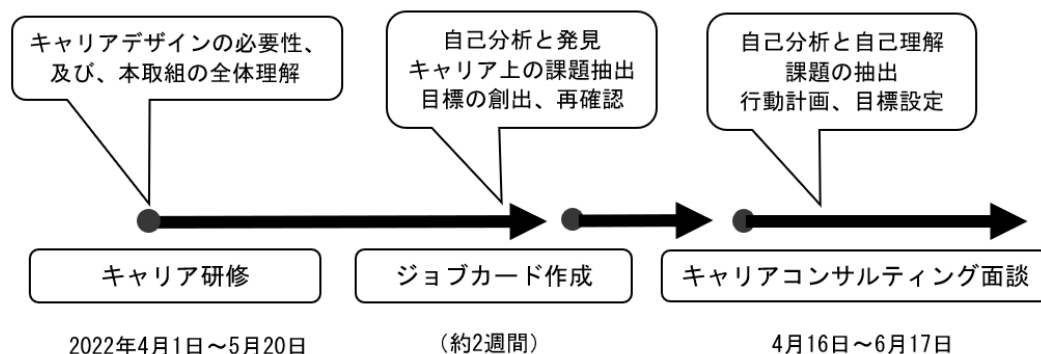 キャリアデザインの必要性、
及び、本取組の全体理解
自己分析と発見
キャリア上の課題抽出
目標の創出、再確認
自己分析と自己理解
課題の抽出
行動計画、目標設定
キャリア研修
ジョブカード作成
キャリアコンサルティング面談
2022年4月1日～5月20日
（約2週間）
4月16日～6月17日